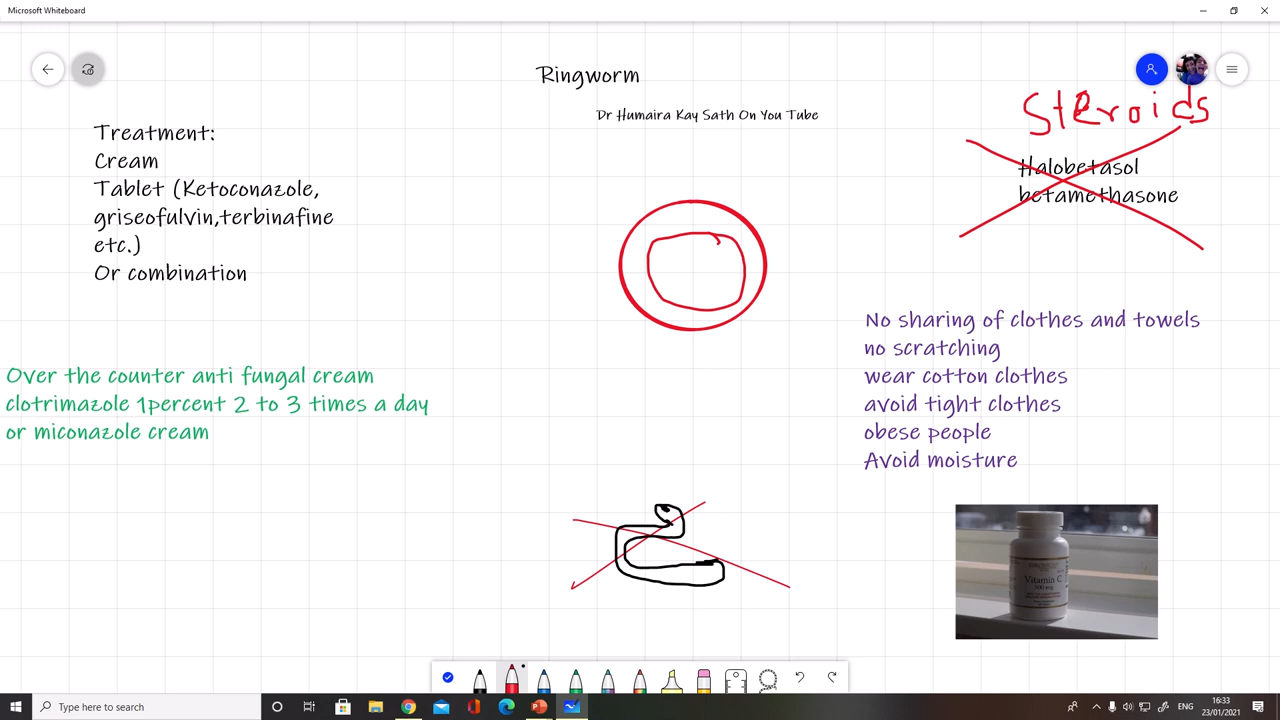 Microsoft Whiteboard
Ringworm
Dr Humaira Kay Sath On You Tube
Steroids
Halobetasol
betamethasone
Treatment:
Cream
Tablet (Ketoconazole,
griseofulvin,terbinafine
etc.)
Or combination
Over the counter anti fungal cream
clotrimazole 1percent 2 to 3 times a day
or miconazole cream
No sharing of clothes and towels
no scratching
wear cotton clothes
avoid tight clothes
obese people
Avoid moisture
Vitamin C
Type here to search
ENG
16:33
23/01/2021